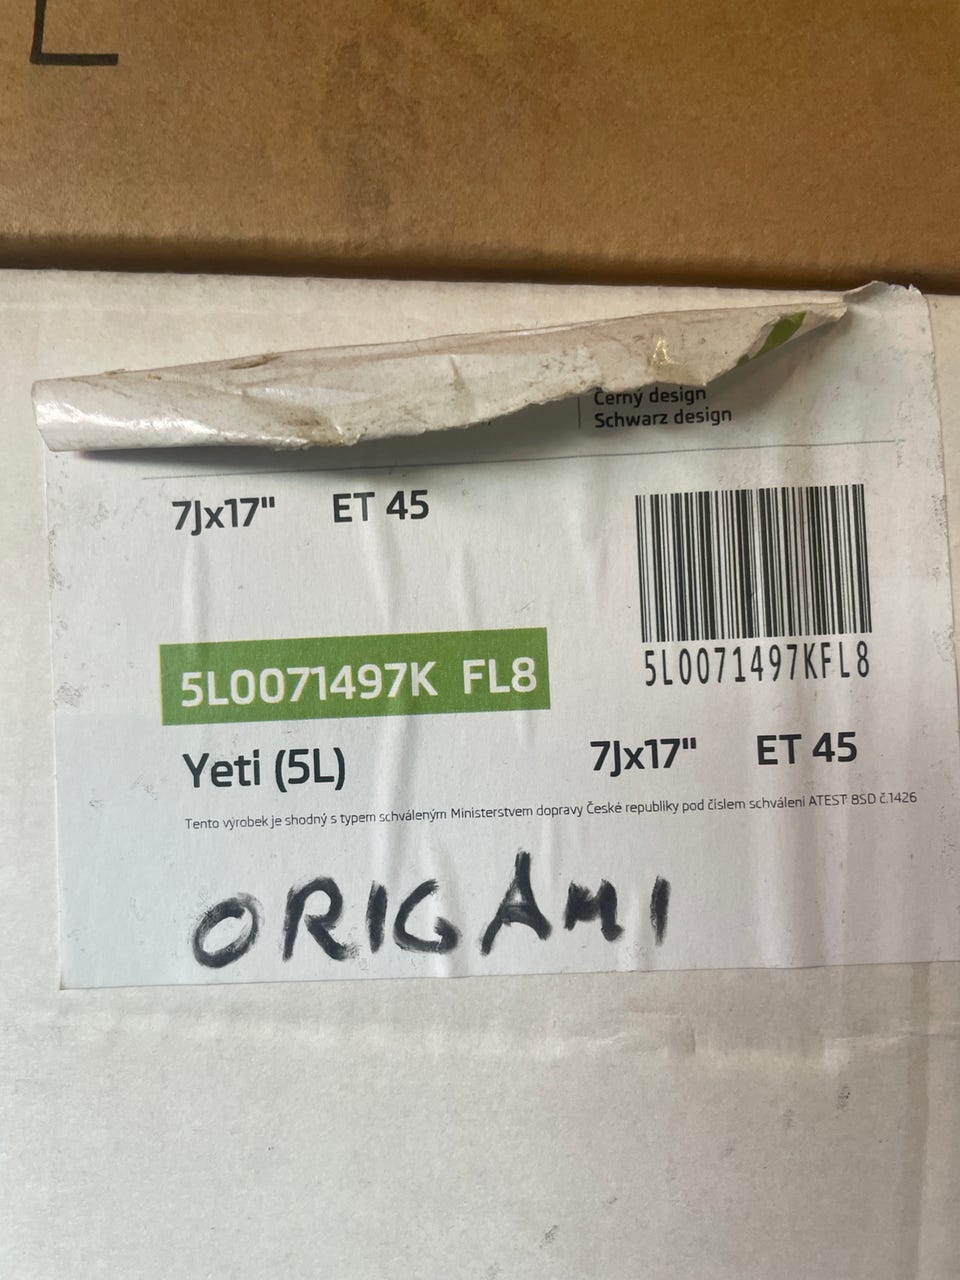 Černý design
Schwarz design
7Jx17" ET 45
5L0071497K FL8
5L0071497KFL8
Yeti (5L) 7Jx17" ET 45
Tento výrobek je shodný s typem schváleným Ministerstvem dopravy České republiky pod číslem schválení ATEST 8SD č.1426
ORIGAMI